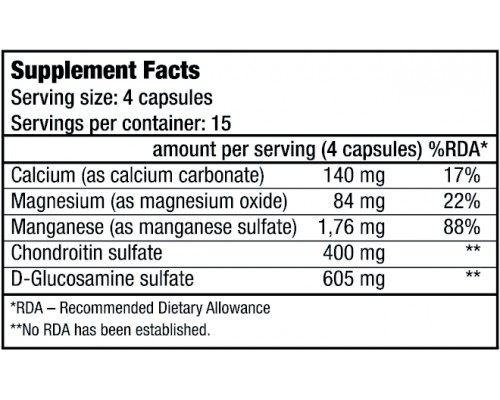 Supplement Facts
Serving size: 4 capsules
Servings per container: 15
amount per serving (4 capsules) %RDA*
Calcium (as calcium carbonate) 140 mg 17%
Magnesium (as magnesium oxide) 84 mg 22%
Manganese (as manganese sulfate) 1,76 mg 88%
Chondroitin sulfate 400 mg **
D-Glucosamine sulfate 605 mg **
*RDA – Recommended Dietary Allowance
**No RDA has been established.